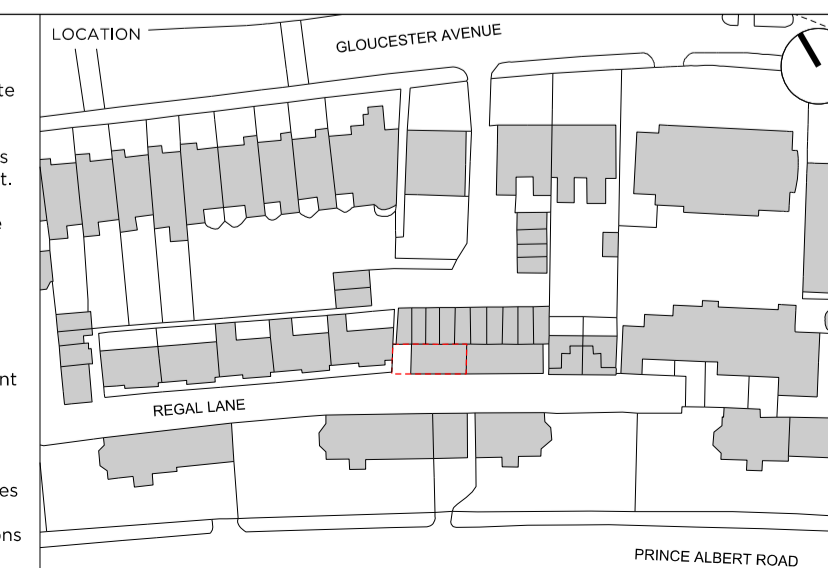 LOCATION
GLOUCESTER AVENUE
t.
REGAL LANE
PRINCE ALBERT ROAD